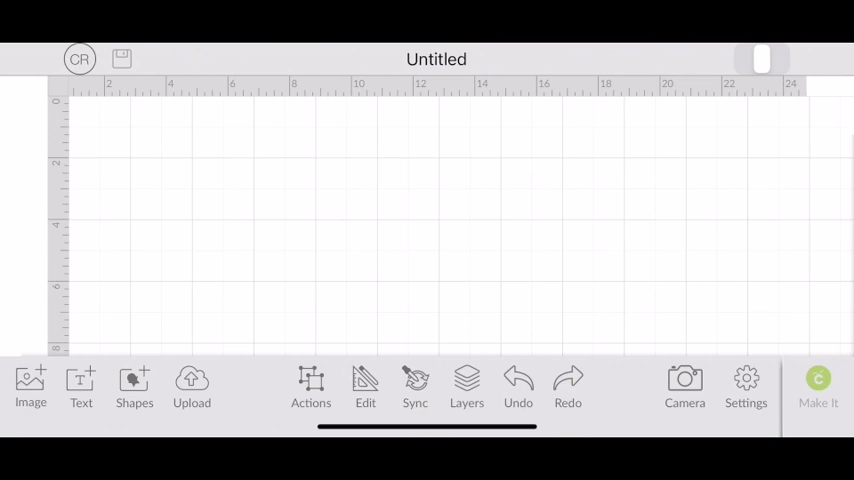 CR
Untitled
2 4 6 8 10 12 14 16 18 20 22 24
0
2
4
6
8
Image Text Shapes Upload Actions Edit Sync Layers Undo Redo Camera Settings Make It